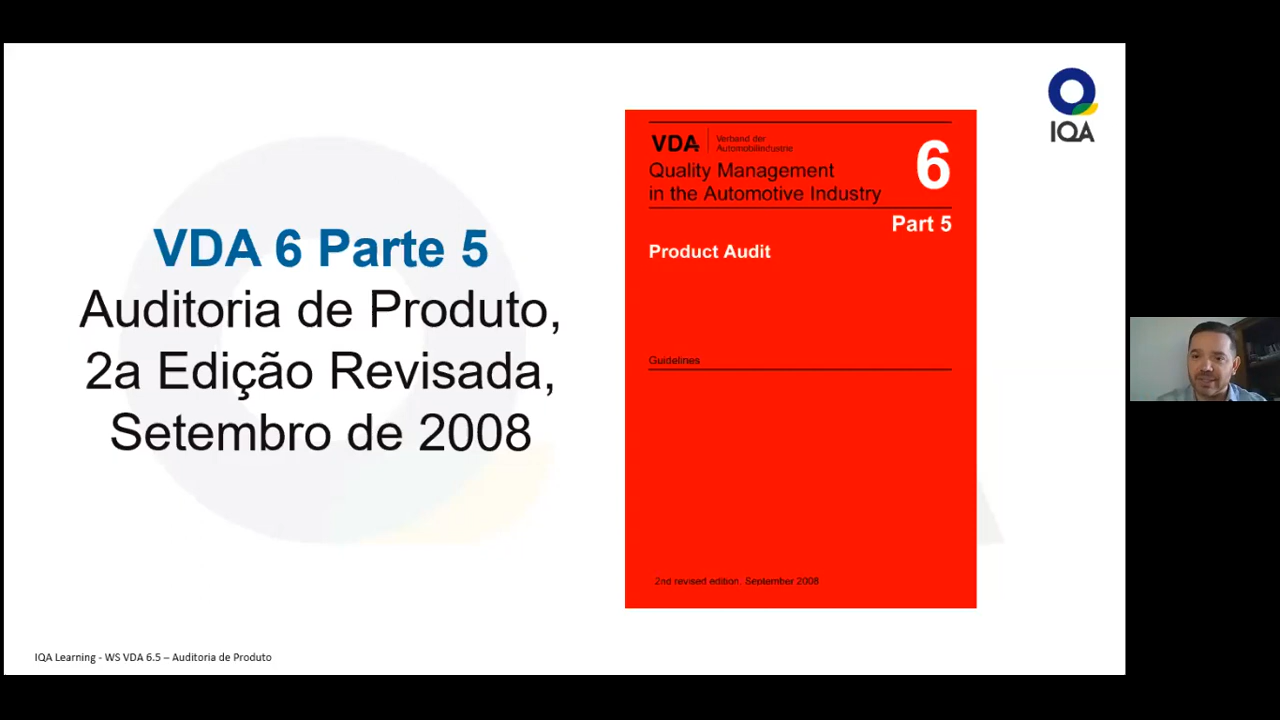 VDA 6 Parte 5
Auditoria de Produto,
2a Edição Revisada,
Setembro de 2008
VDA
Verband der
Automobilindustrie
Quality Management
in the Automotive Industry
6
Part 5
Product Audit
Guidelines
2nd revised edition. September 2008
IQA
IQA Learning - WS VDA 6.5 – Auditoria de Produto